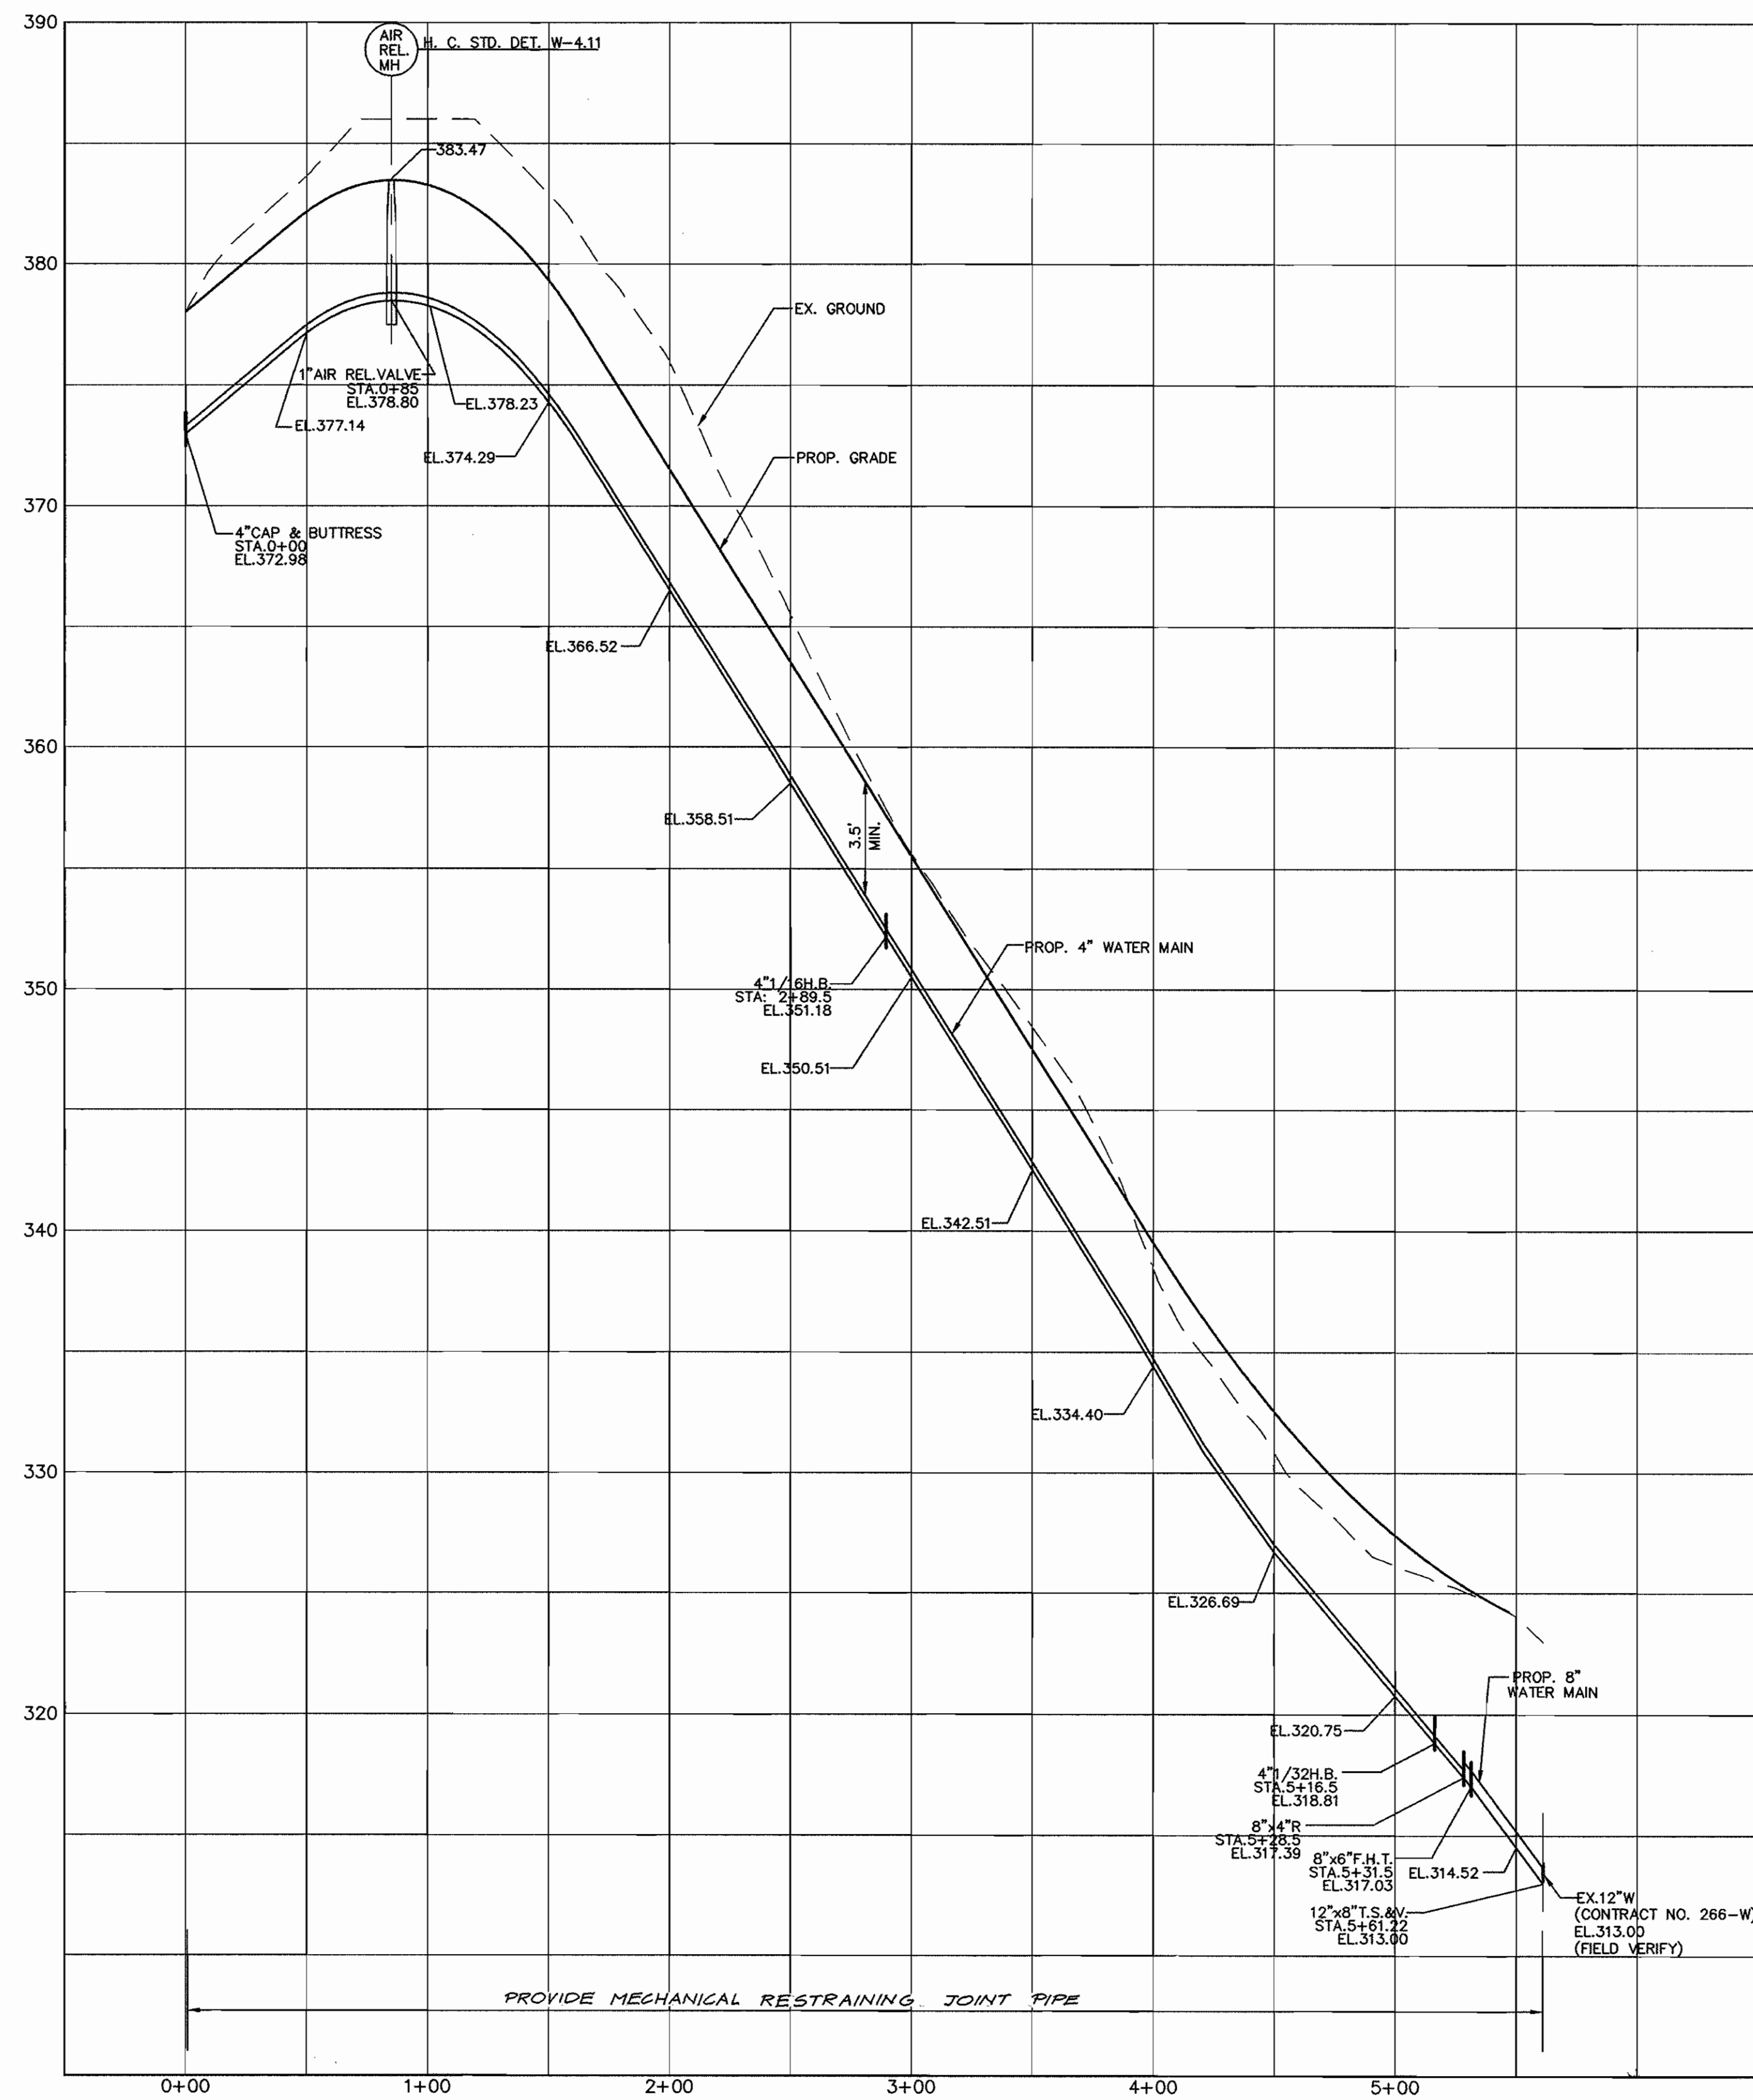 390
AIR
REL.
MH
H. C. STD. DET. W-4.11
383.47
380
EX. GROUND
1"AIR REL.VALVE
STA.0+85
EL.378.80
EL.378.23
EL.377.14
EL.374.29
PROP. GRADE
370
4"CAP & BUTTRESS
STA.0+00
EL.372.98
EL.366.52
360
EL.358.51
3.5'
MIN.
PROP. 4" WATER MAIN
350
4"1/16H.B.
STA: 2+89.5
EL.351.18
EL.350.51
340
EL.342.51
EL.334.40
330
EL.326.69
320
PROP. 8"
WATER MAIN
EL.320.75
4"1/32H.B.
STA.5+16.5
EL.318.81
8"x4"R
STA.5+28.5
EL.317.39
8"x6"F.H.T.
STA.5+31.5
EL.317.03
EL.314.52
12"x8"T.S.&V.
STA.5+61.22
EL.313.00
EX.12"W
(CONTRACT NO. 266-W)
EL.313.00
(FIELD VERIFY)
PROVIDE MECHANICAL RESTRAINING JOINT PIPE
0+00 1+00 2+00 3+00 4+00 5+00